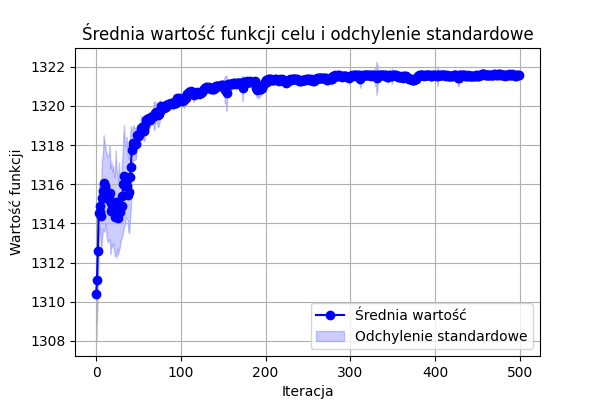 Średnia wartość funkcji celu i odchylenie standardowe
Wartość funkcji
1322
1320
1318
1316
1314
1312
1310
1308
0 100 200 300 400 500
Iteracja
Średnia wartość
Odchylenie standardowe